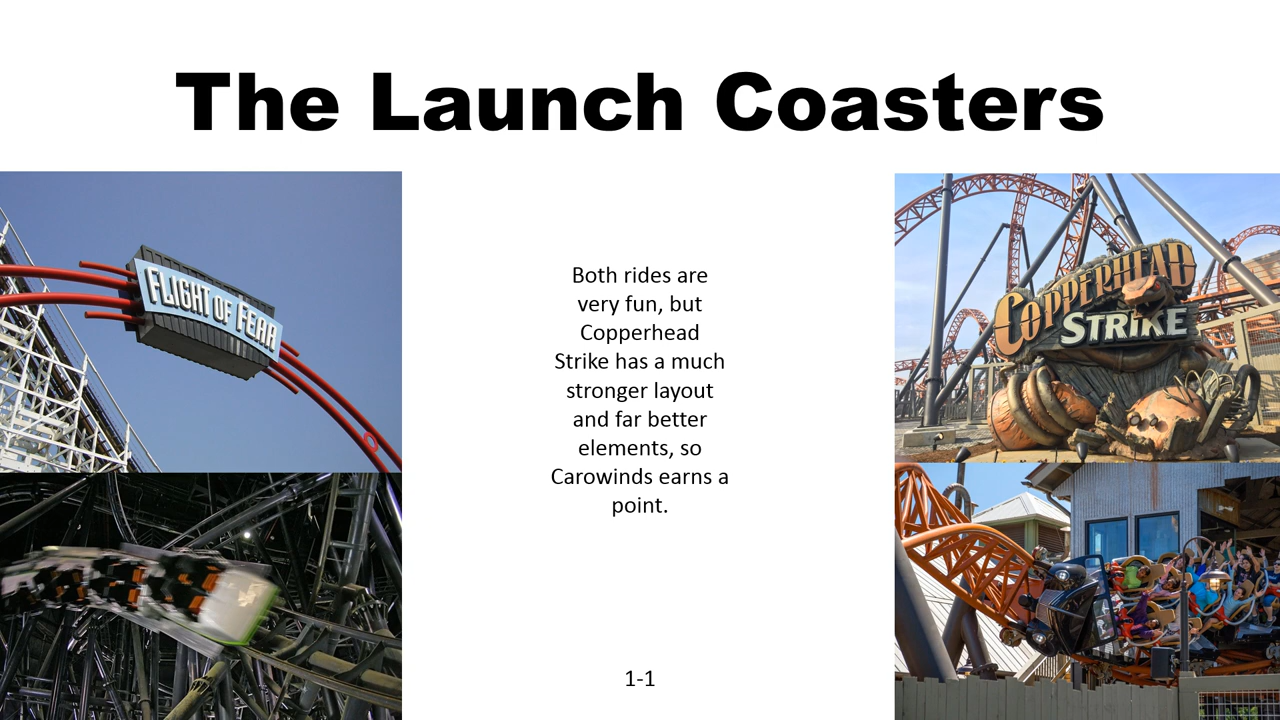 The Launch Coasters
FLIGHT OF FEAR
Both rides are
very fun, but
Copperhead
Strike has a much
stronger layout
and far better
elements, so
Carowinds earns a
point.
1-1
COPPERHEAD
STRIKE